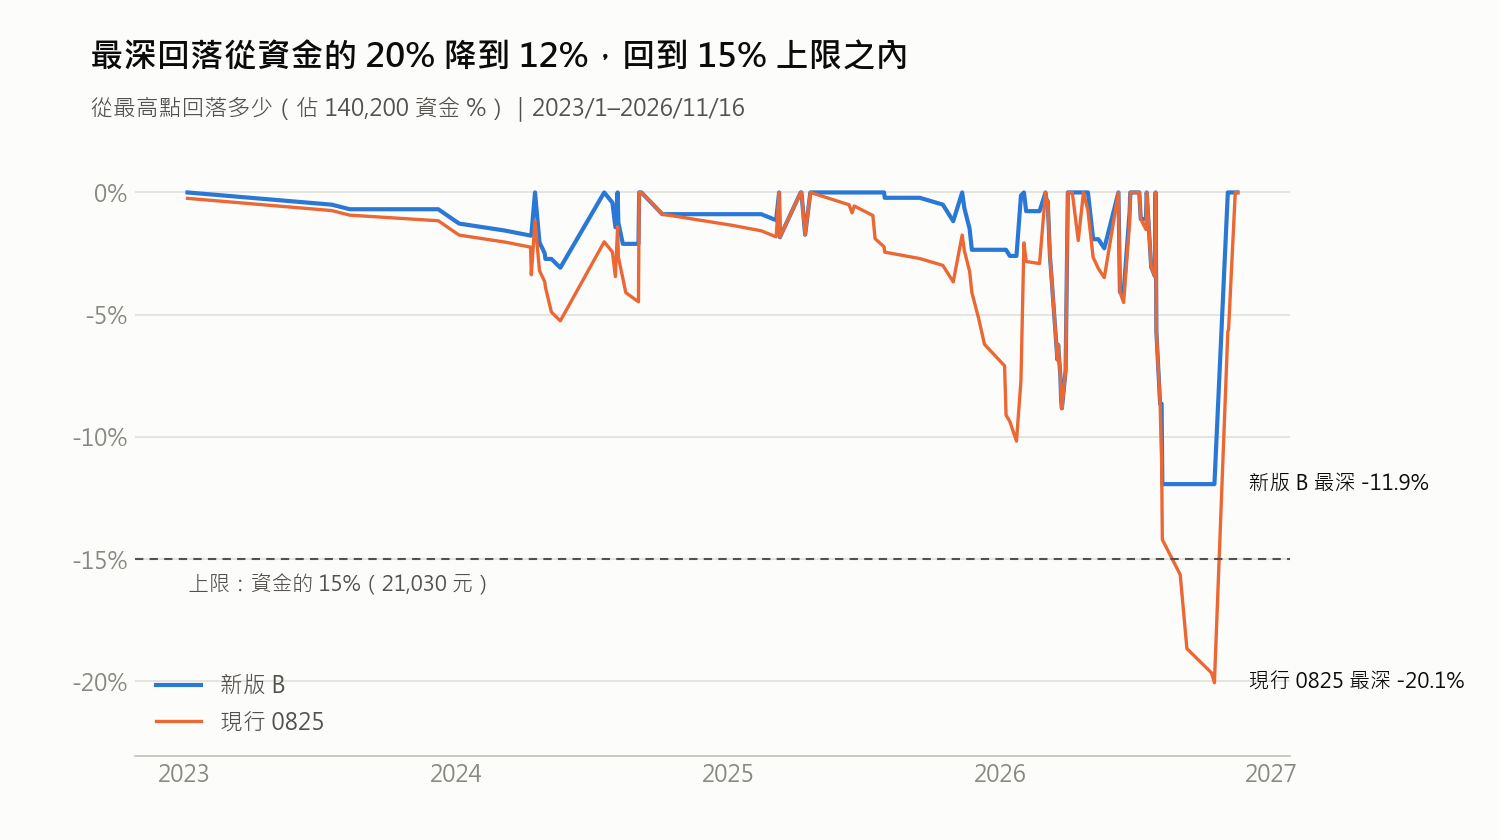 最深回落從資金的 20% 降到 12%，回到 15% 上限之內
從最高點回落多少（佔 140,200 資金 %）｜2023/1–2026/11/16
0%
-5%
-10%
新版 B 最深 -11.9%
-15%
上限：資金的 15%（21,030 元）
-20%
現行 0825 最深 -20.1%
新版 B
現行 0825
2023 2024 2025 2026 2027